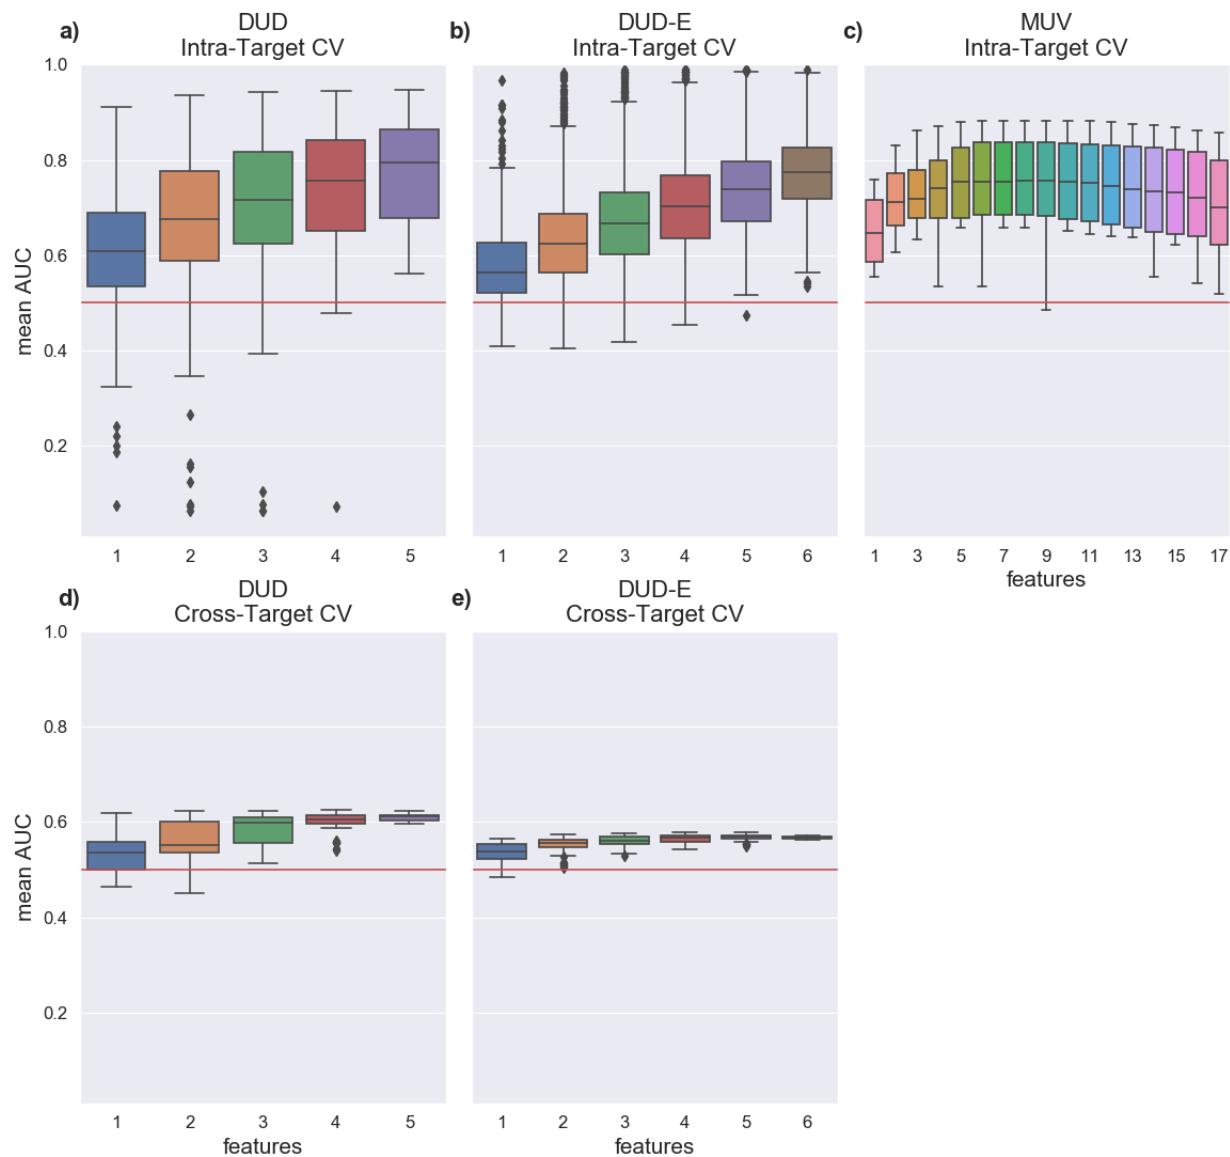 a)
DUD
Intra-Target CV
b)
DUD-E
Intra-Target CV
c)
MUV
Intra-Target CV
1.0
0.8
0.6
0.4
0.2
mean AUC
1 2 3 4 5
1 2 3 4 5 6
1 3 5 7 9 11 13 15 17
features
d)
DUD
Cross-Target CV
e)
DUD-E
Cross-Target CV
1.0
0.8
0.6
0.4
0.2
mean AUC
1 2 3 4 5
features
1 2 3 4 5 6
features